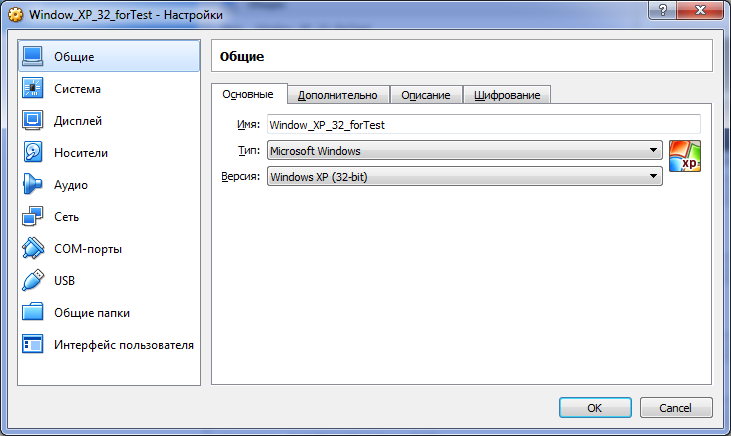 Window_XP_32_forTest - Настройки
Общие
Система
Дисплей
Носители
Аудио
Сеть
COM-порты
USB
Общие папки
Интерфейс пользователя
Общие
Основные Дополнительно Описание Шифрование
Имя: Window_XP_32_forTest
Тип: Microsoft Windows
Версия: Windows XP (32-bit)
xp
OK Cancel